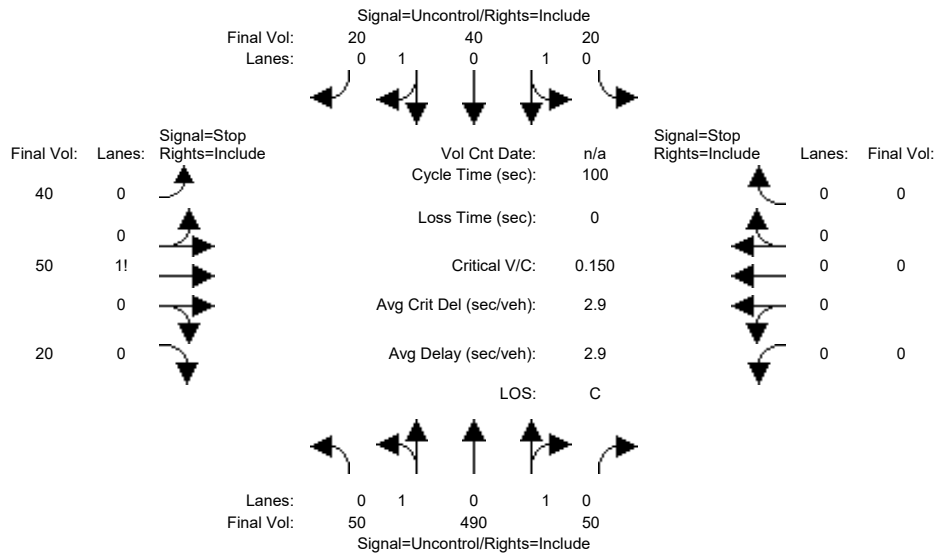 Signal=Uncontrol/Rights=Include
Final Vol: 20 40 20
Lanes: 0 1 0 1 0
Signal=Stop
Final Vol: Lanes: Rights=Include
Vol Cnt Date: n/a
Signal=Stop
Rights=Include Lanes: Final Vol:
Cycle Time (sec): 100
40 0
0 0
Loss Time (sec): 0
0
0
50 1!
Critical V/C: 0.150
0 0
0
Avg Crit Del (sec/veh): 2.9
0
20 0
Avg Delay (sec/veh): 2.9
0 0
LOS: C
Lanes: 0 1 0 1 0
Final Vol: 50 490 50
Signal=Uncontrol/Rights=Include